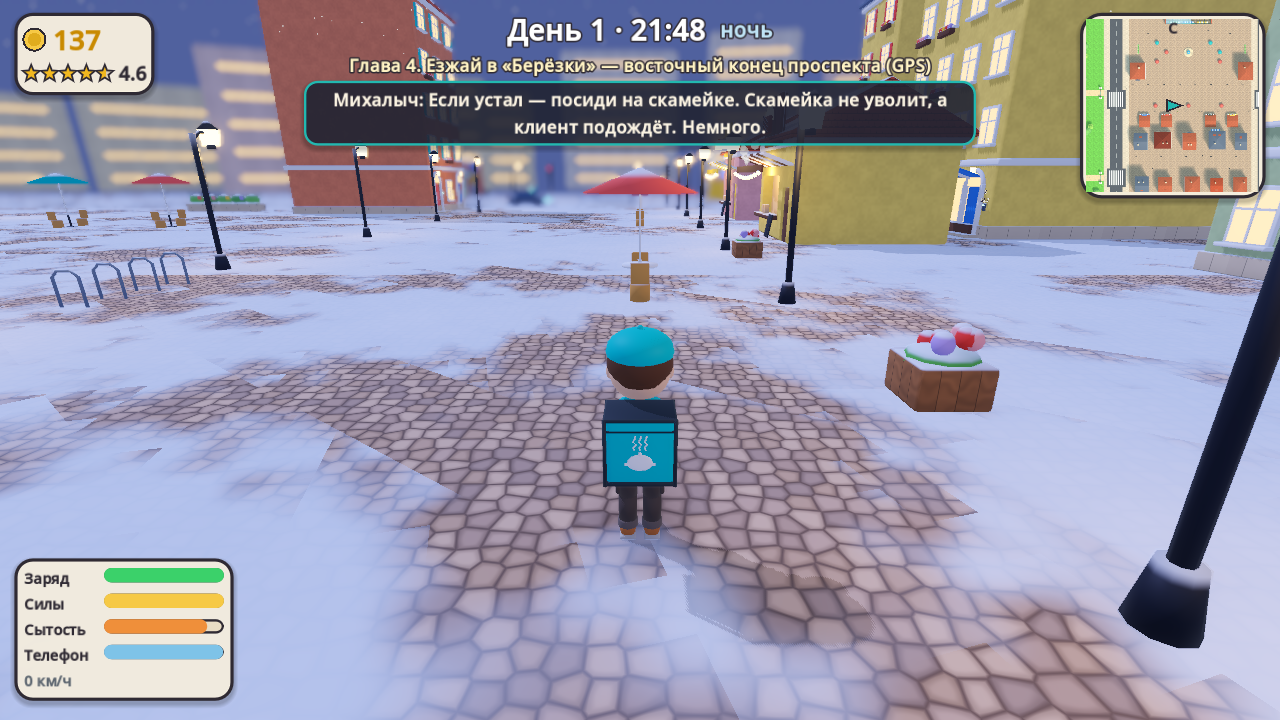 137
4.6
День 1 · 21:48 ночь
Глава 4. Езжай в «Берёзки» — восточный конец проспекта (GPS)
Михалыч: Если устал — посиди на скамейке. Скамейка не уволит, а
клиент подождёт. Немного.
С
Заряд
Силы
Сытость
Телефон
0 км/ч